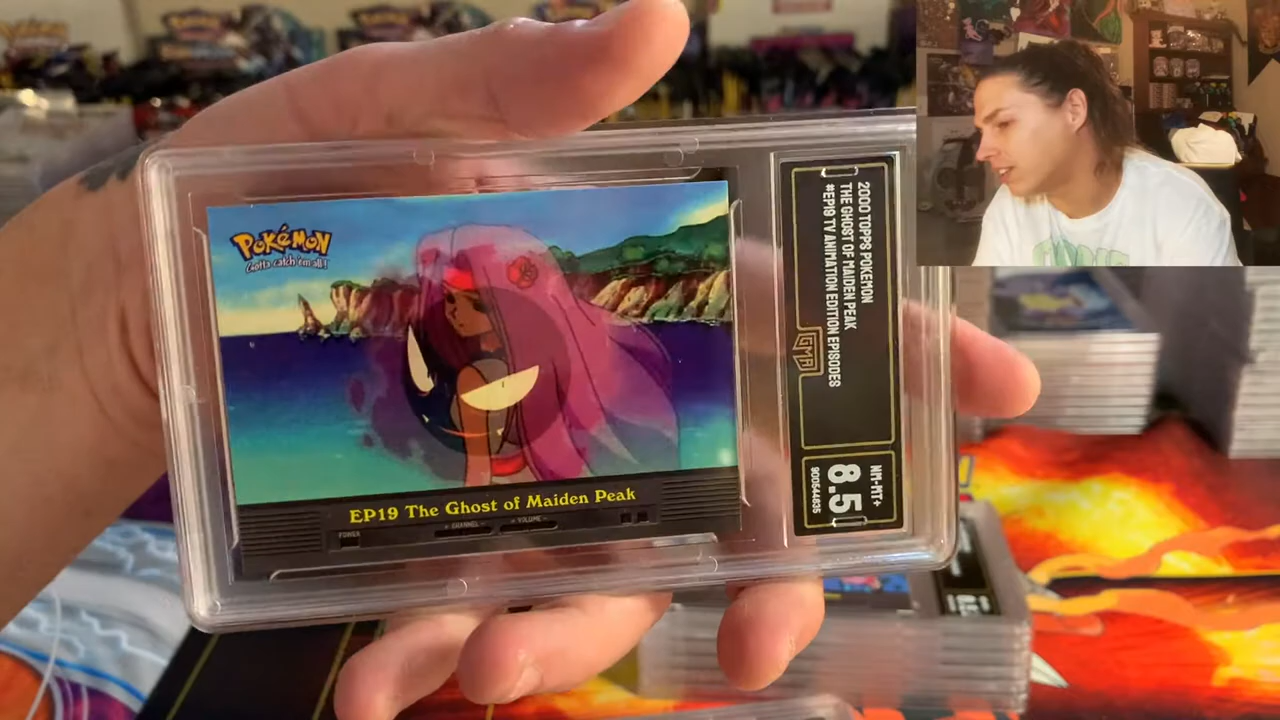 Pokémon
Gotta catch 'em all!
EP19 The Ghost of Maiden Peak
POWER
CHANNEL
VOLUME
2000 TOPPS POKEMON
THE GHOST OF MAIDEN PEAK
#EP19 TV ANIMATION EDITION EPISODES
GMA
NM-MT+
8.5
900544835